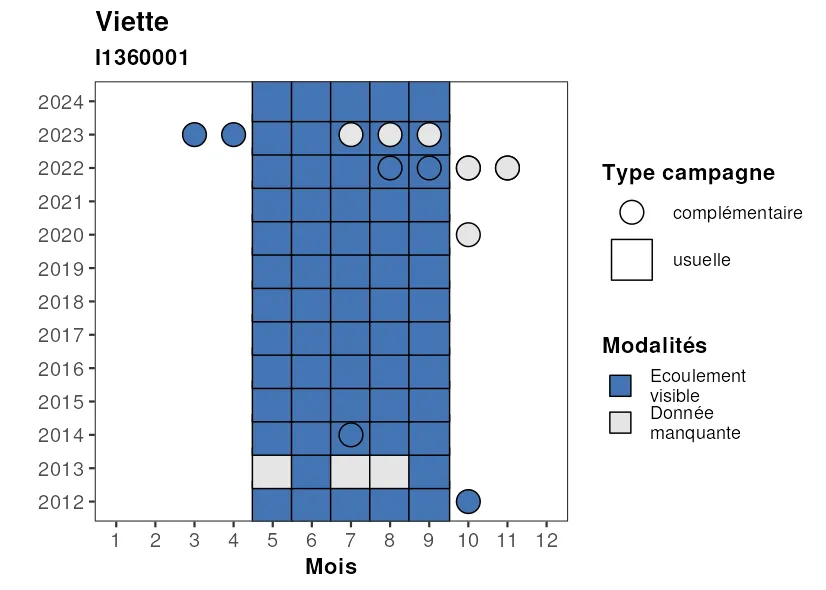 Viette
I1360001
2024
2023
2022
2021
2020
2019
2018
2017
2016
2015
2014
2013
2012
1 2 3 4 5 6 7 8 9 10 11 12
Mois
Type campagne
complémentaire
usuelle
Modalités
Ecoulement
visible
Donnée
manquante